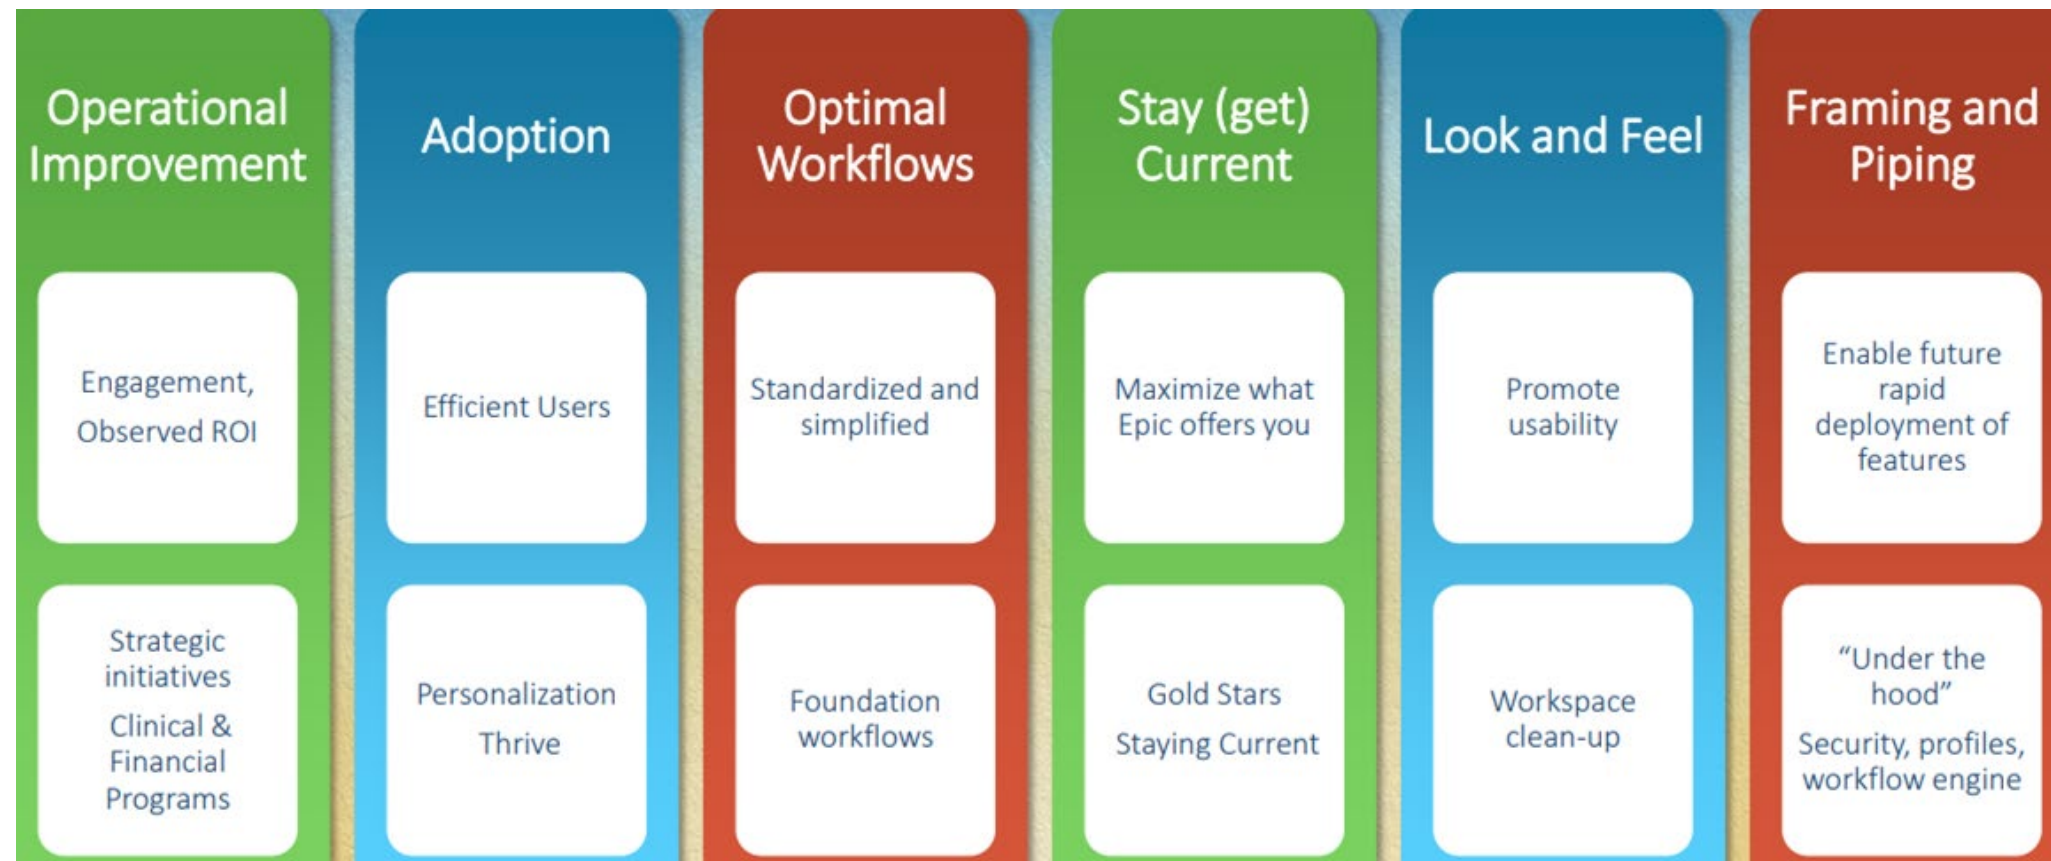 Operational
Improvement
Engagement,
Observed ROI
Strategic
initiatives
Clinical &
Financial
Programs
Adoption
Efficient Users
Personalization
Thrive
Optimal
Workflows
Standardized and
simplified
Foundation
workflows
Stay (get)
Current
Maximize what
Epic offers you
Gold Stars
Staying Current
Look and Feel
Promote
usability
Workspace
clean-up
Framing and
Piping
Enable future
rapid
deployment of
features
“Under the
hood”
Security, profiles,
workflow engine